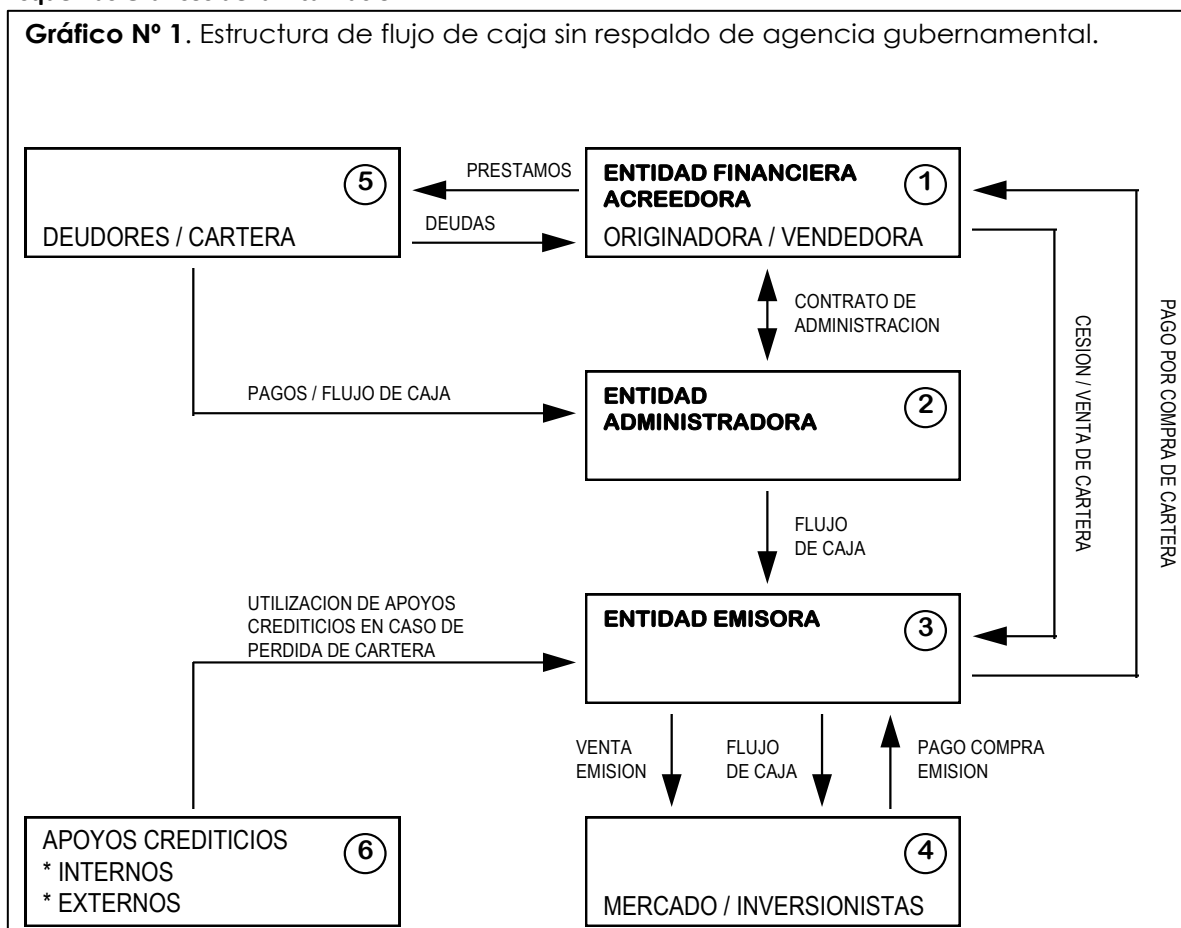 Gráfico Nº 1. Estructura de flujo de caja sin respaldo de agencia gubernamental.
5
DEUDORES / CARTERA
PRESTAMOS
DEUDAS
ENTIDAD FINANCIERA
ACREEDORA
1
ORIGINADORA / VENDEDORA
CONTRATO DE
ADMINISTRACION
PAGOS / FLUJO DE CAJA
ENTIDAD
ADMINISTRADORA
2
CESION / VENTA DE CARTERA
PAGO POR COMPRA DE CARTERA
FLUJO
DE CAJA
UTILIZACION DE APOYOS
CREDITICIOS EN CASO DE
PERDIDA DE CARTERA
ENTIDAD EMISORA
3
VENTA
EMISION
FLUJO
DE CAJA
PAGO COMPRA
EMISION
APOYOS CREDITICIOS
* INTERNOS
* EXTERNOS
6
4
MERCADO / INVERSIONISTAS